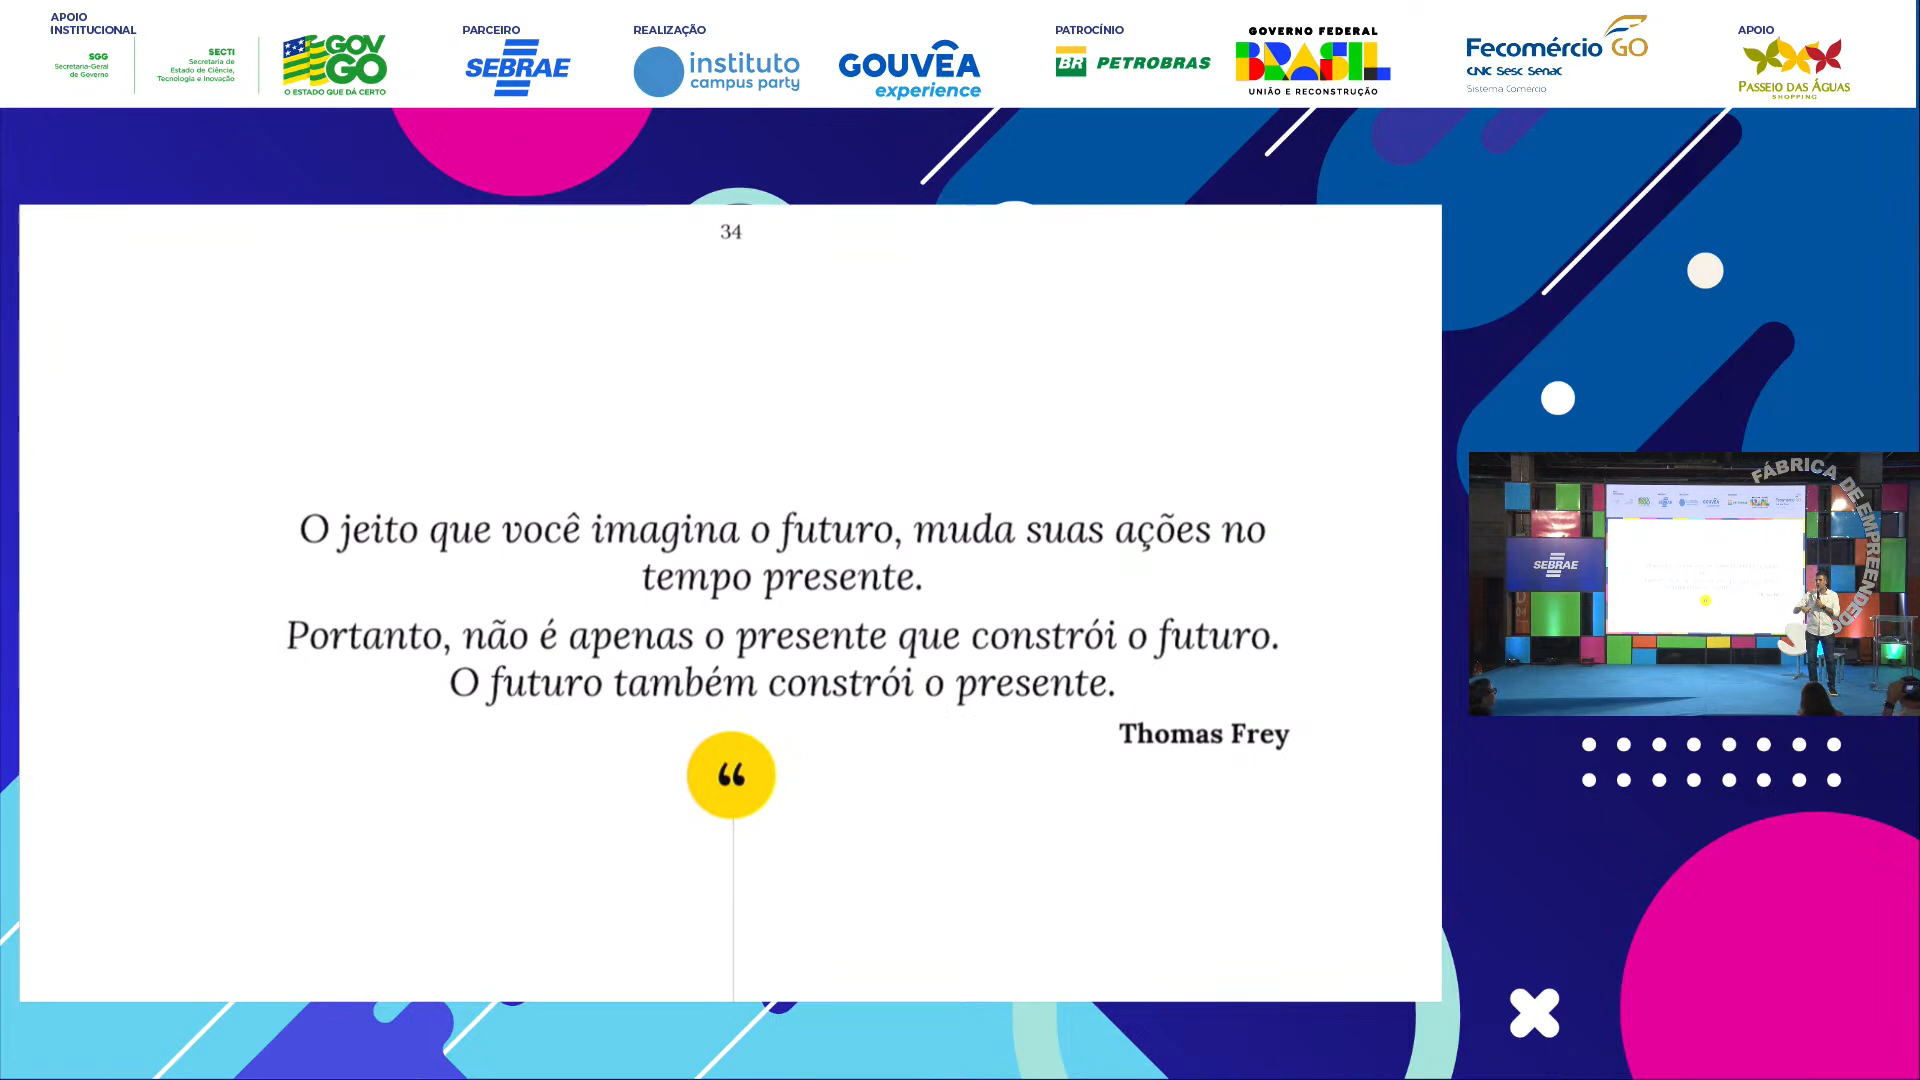 APOIO
INSTITUCIONAL
SGG
Secretaria-Geral
de Governo
SECTI
Secretaria de
Estado de Ciência,
Tecnologia e Inovação
GOV
GO
O ESTADO QUE DÁ CERTO
PARCEIRO
SEBRAE
REALIZAÇÃO
instituto
campus party
GOUVÊA
experience
PATROCÍNIO
BR PETROBRAS
GOVERNO FEDERAL
BRASIL
UNIÃO E RECONSTRUÇÃO
Fecomércio GO
CNC Sesc Senac
Sistema Comércio
APOIO
PASSEIO DAS ÁGUAS
SHOPPING
34
O jeito que você imagina o futuro, muda suas ações no
tempo presente.
Portanto, não é apenas o presente que constrói o futuro.
O futuro também constrói o presente.
Thomas Frey
“
FÁBRICA DE EMPREENDEDO
SEBRAE